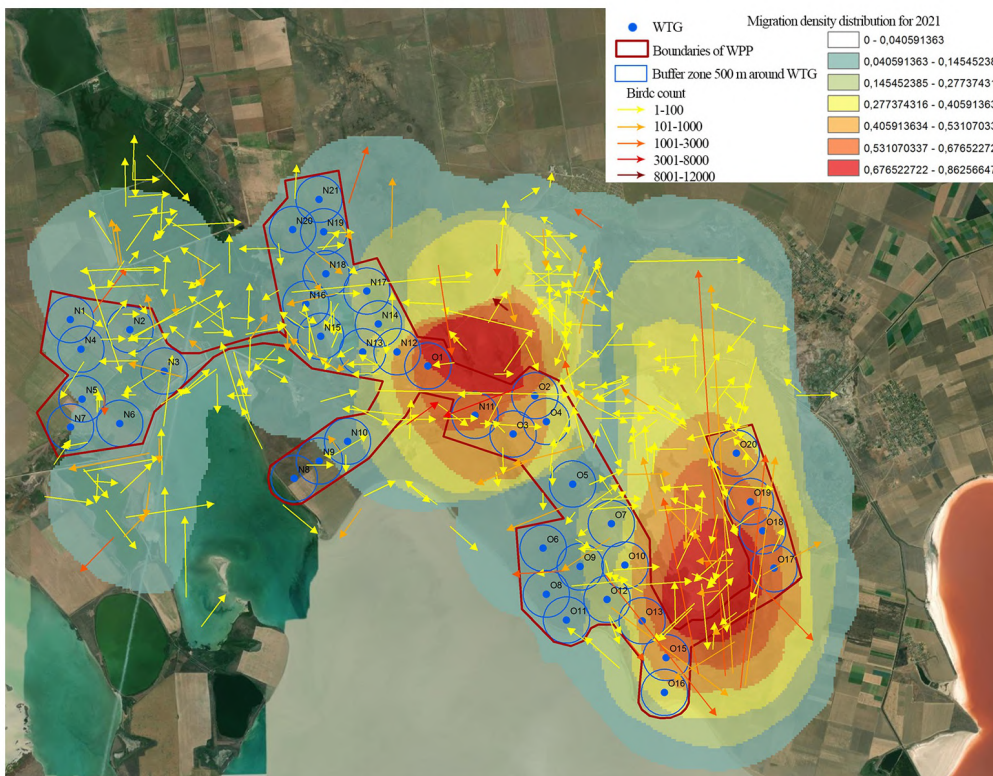 Migration density distribution for 2021
WTG
Boundaries of WPP
Buffer zone 500 m around WTG
Birdc count
1-100
101-1000
1001-3000
3001-8000
8001-12000
0 - 0,040591363
0,040591363 - 0,14545238
0,145452385 - 0,27737431
0,277374316 - 0,40591363
0,405913634 - 0,53107033
0,531070337 - 0,67652272
0,676522722 - 0,86256647
N21
N20
N19
N18
N17
N16
N15
N14
N13
N12
O1
N1
N2
N4
N3
N5
N7
N6
N10
N9
N8
N11
O2
O4
O3
O5
O7
O6
O9
O10
O8
O12
O11
O13
O15
O16
O20
O19
O18
O17